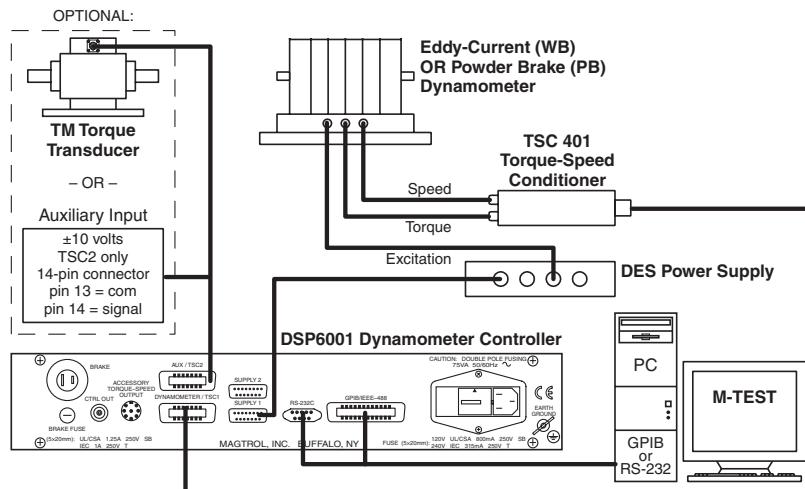 OPTIONAL:
TM Torque
Transducer
– OR –
Auxiliary Input
±10 volts
TSC2 only
14-pin connector
pin 13 = com
pin 14 = signal
Eddy-Current (WB)
OR Powder Brake (PB)
Dynamometer
TSC 401
Torque-Speed
Conditioner
Speed
Torque
Excitation
DES Power Supply
DSP6001 Dynamometer Controller
BRAKE
BRAKE FUSE
CTRL OUT
ACCESSORY
TORQUE–SPEED
OUTPUT
AUX / TSC2
DYNAMOMETER / TSC1
SUPPLY 2
SUPPLY 1
RS-232C
GPIB/IEEE–488
CAUTION: DOUBLE POLE FUSING
75VA 50/60Hz
CE
EARTH
GROUND
(5x20mm): UL/CSA 1.25A 250V SB
IEC 1A 250V T
MAGTROL, INC. BUFFALO, NY
FUSE (5x20mm): 120V UL/CSA 800mA 250V SB
240V IEC 315mA 250V T
PC
GPIB
or
RS-232
M-TEST